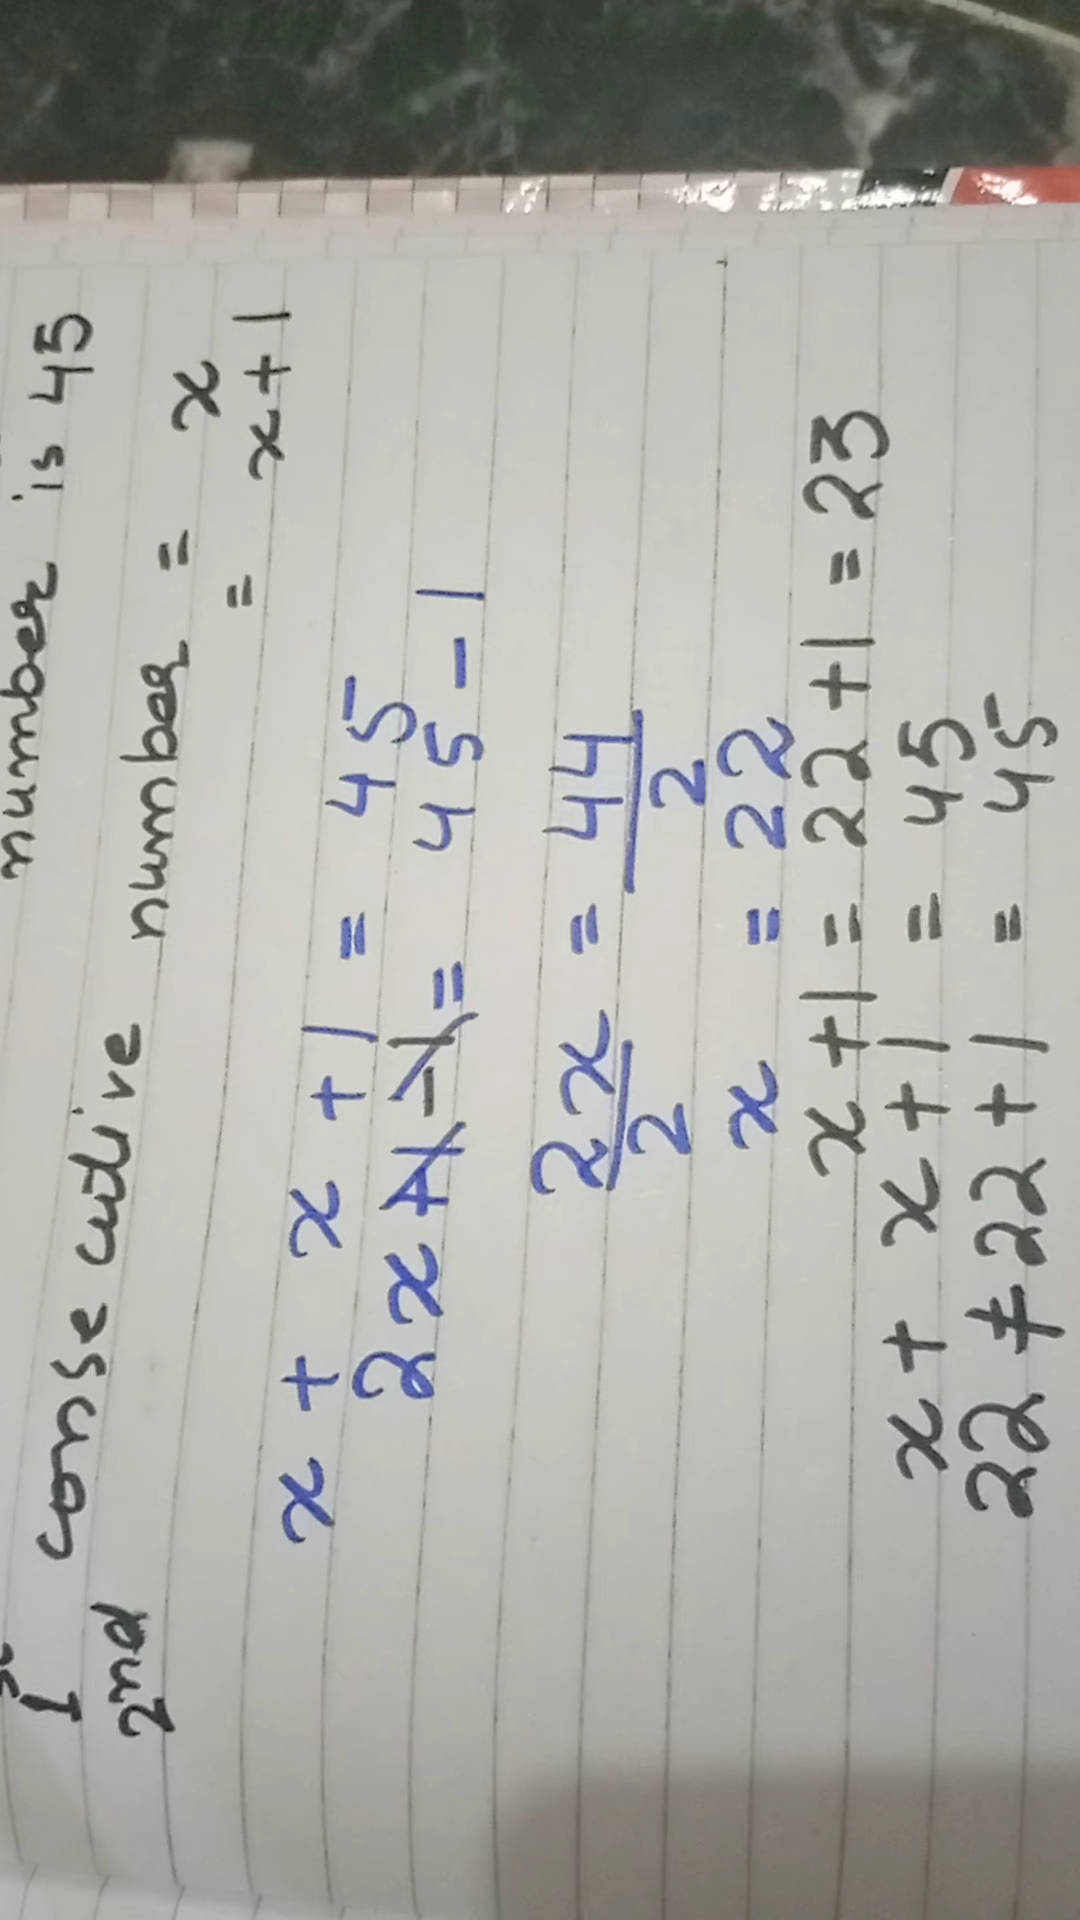 number is 45
1st consecutive number = x
2nd = x+1
x + x + 1 = 45
2x+1-1 = 45-1
2x/2 = 44/2
x = 22
x+1 = 22+1 = 23
x + x+1 = 45
22 + 22 + 1 = 45